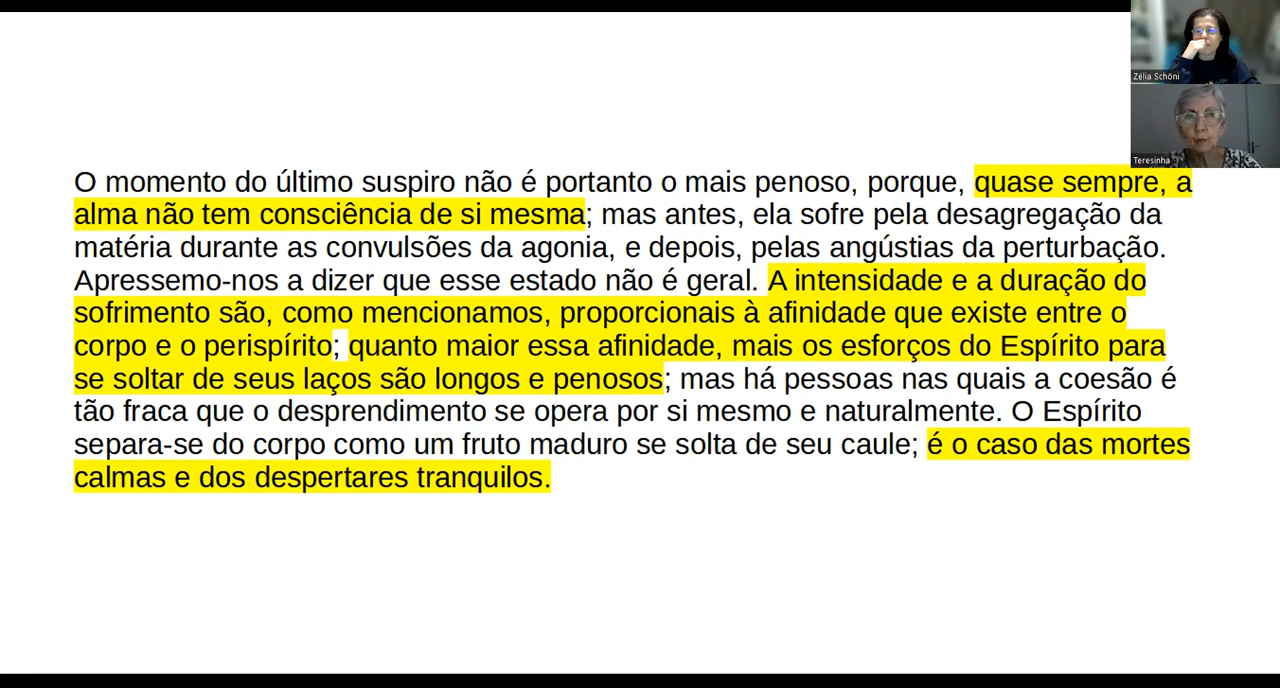 Zélia Schöni
Teresinha
O momento do último suspiro não é portanto o mais penoso, porque, quase sempre, a
alma não tem consciência de si mesma; mas antes, ela sofre pela desagregação da
matéria durante as convulsões da agonia, e depois, pelas angústias da perturbação.
Apressemo-nos a dizer que esse estado não é geral. A intensidade e a duração do
sofrimento são, como mencionamos, proporcionais à afinidade que existe entre o
corpo e o perispírito; quanto maior essa afinidade, mais os esforços do Espírito para
se soltar de seus laços são longos e penosos; mas há pessoas nas quais a coesão é
tão fraca que o desprendimento se opera por si mesmo e naturalmente. O Espírito
separa-se do corpo como um fruto maduro se solta de seu caule; é o caso das mortes
calmas e dos despertares tranquilos.